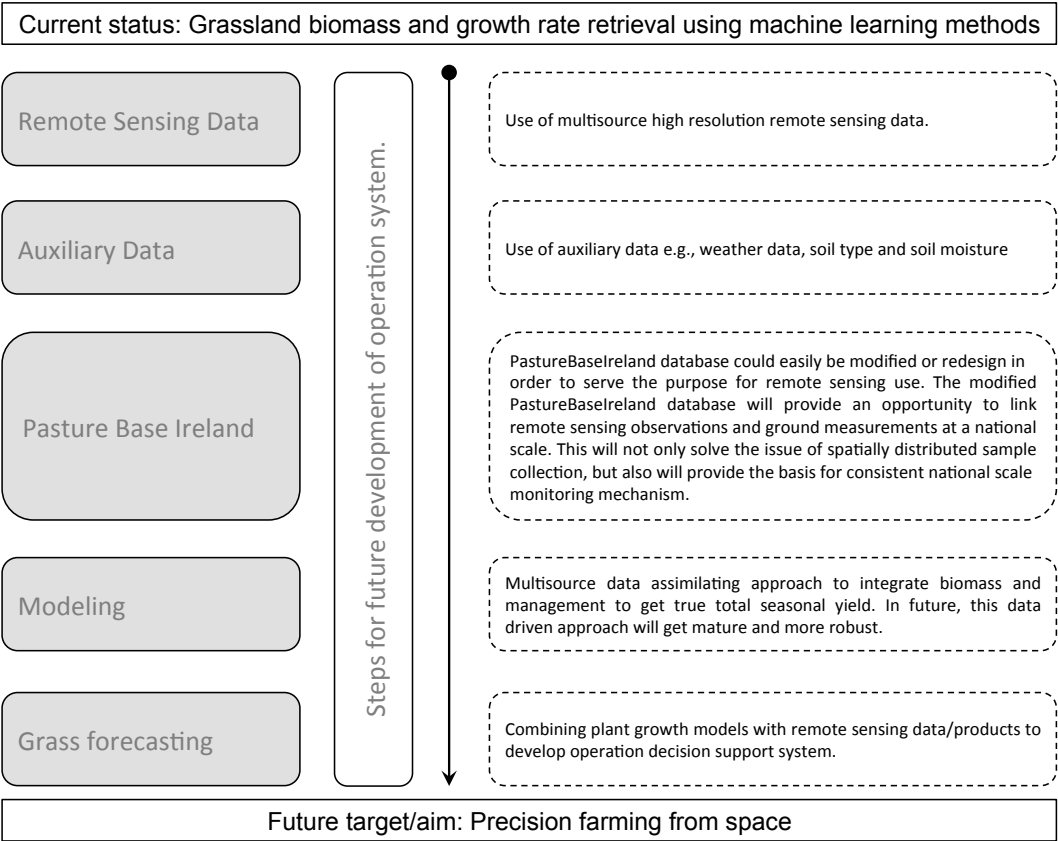 Current status: Grassland biomass and growth rate retrieval using machine learning methods
Remote Sensing Data
Use of multisource high resolution remote sensing data.
Steps for future development of operation system.
Auxiliary Data
Use of auxiliary data e.g., weather data, soil type and soil moisture
Pasture Base Ireland
PastureBaseIreland database could easily be modified or redesign in
order to serve the purpose for remote sensing use. The modified
PastureBaseIreland database will provide an opportunity to link
remote sensing observations and ground measurements at a national
scale. This will not only solve the issue of spatially distributed sample
collection, but also will provide the basis for consistent national scale
monitoring mechanism.
Modeling
Multisource data assimilating approach to integrate biomass and
management to get true total seasonal yield. In future, this data
driven approach will get mature and more robust.
Grass forecasting
Combining plant growth models with remote sensing data/products to
develop operation decision support system.
Future target/aim: Precision farming from space